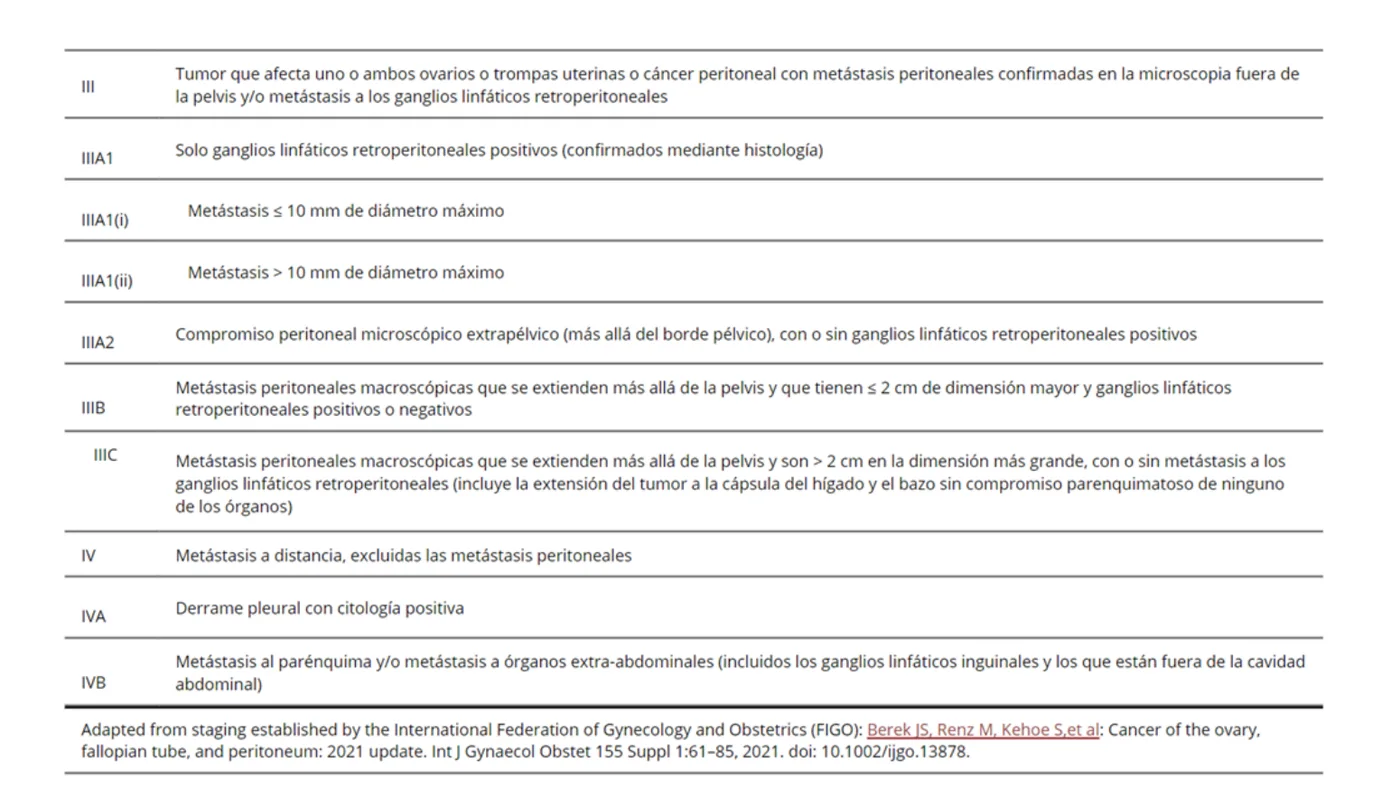 III
Tumor que afecta uno o ambos ovarios o trompas uterinas o cáncer peritoneal con metástasis peritoneales confirmadas en la microscopia fuera de
la pelvis y/o metástasis a los ganglios linfáticos retroperitoneales
IIIA1
Solo ganglios linfáticos retroperitoneales positivos (confirmados mediante histología)
IIIA1(i)
Metástasis ≤ 10 mm de diámetro máximo
IIIA1(ii)
Metástasis > 10 mm de diámetro máximo
IIIA2
Compromiso peritoneal microscópico extrapélvico (más allá del borde pélvico), con o sin ganglios linfáticos retroperitoneales positivos
IIIB
Metástasis peritoneales macroscópicas que se extienden más allá de la pelvis y que tienen ≤ 2 cm de dimensión mayor y ganglios linfáticos
retroperitoneales positivos o negativos
IIIC
Metástasis peritoneales macroscópicas que se extienden más allá de la pelvis y son > 2 cm en la dimensión más grande, con o sin metástasis a los
ganglios linfáticos retroperitoneales (incluye la extensión del tumor a la cápsula del hígado y el bazo sin compromiso parenquimatoso de ninguno
de los órganos)
IV
Metástasis a distancia, excluidas las metástasis peritoneales
IVA
Derrame pleural con citología positiva
IVB
Metástasis al parénquima y/o metástasis a órganos extra-abdominales (incluidos los ganglios linfáticos inguinales y los que están fuera de la cavidad
abdominal)
Adapted from staging established by the International Federation of Gynecology and Obstetrics (FIGO): Berek JS, Renz M, Kehoe S,et al: Cancer of the ovary,
fallopian tube, and peritoneum: 2021 update. Int J Gynaecol Obstet 155 Suppl 1:61–85, 2021. doi: 10.1002/ijgo.13878.